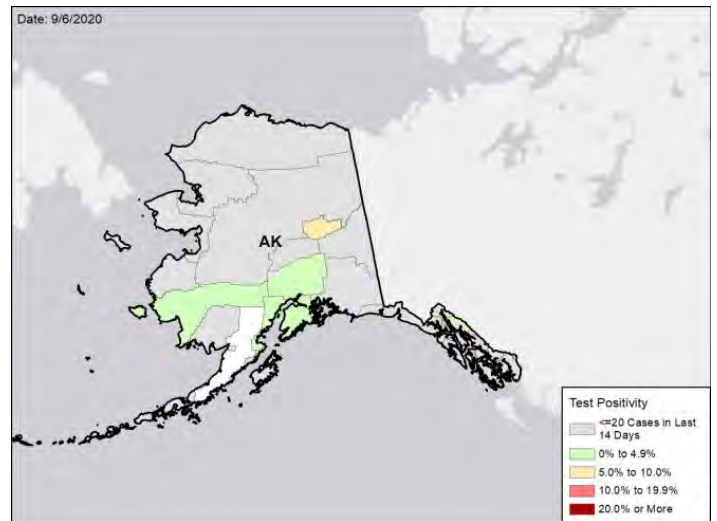 Date: 9/6/2020
AK
Test Positivity
<=20 Cases in Last
14 Days
0% to 4.9%
5.0% to 10.0%
10.0% to 19.9%
20.0% or More